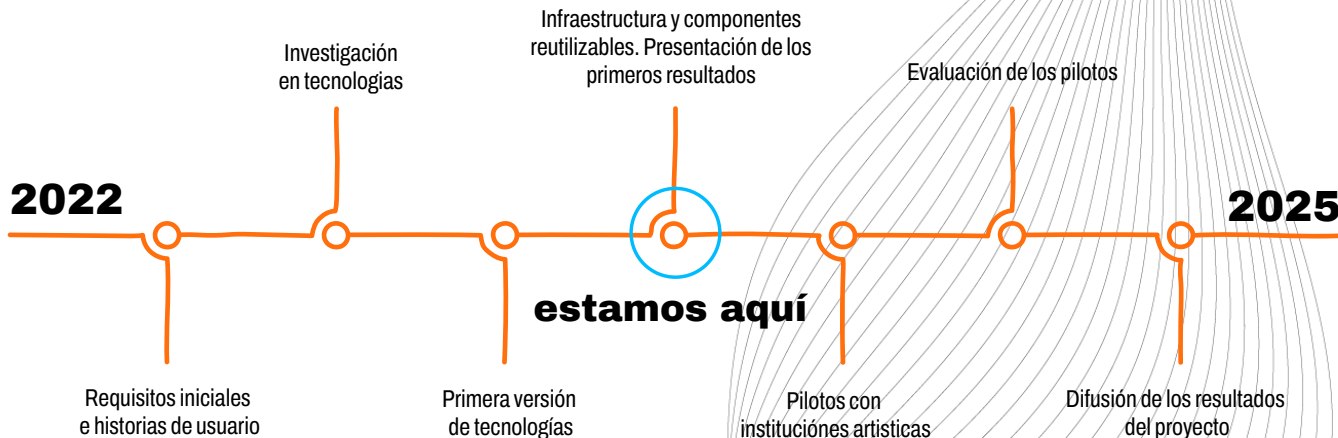 Infraestructura y componentes
reutilizables. Presentación de los
primeros resultados
Investigación
en tecnologias
Evaluación de los pilotos
2022
2025
estamos aquí
Requisitos iniciales
e historias de usuario
Primera versión
de tecnologías
Pilotos con
instituciónes artisticas
Difusión de los resultados
del proyecto